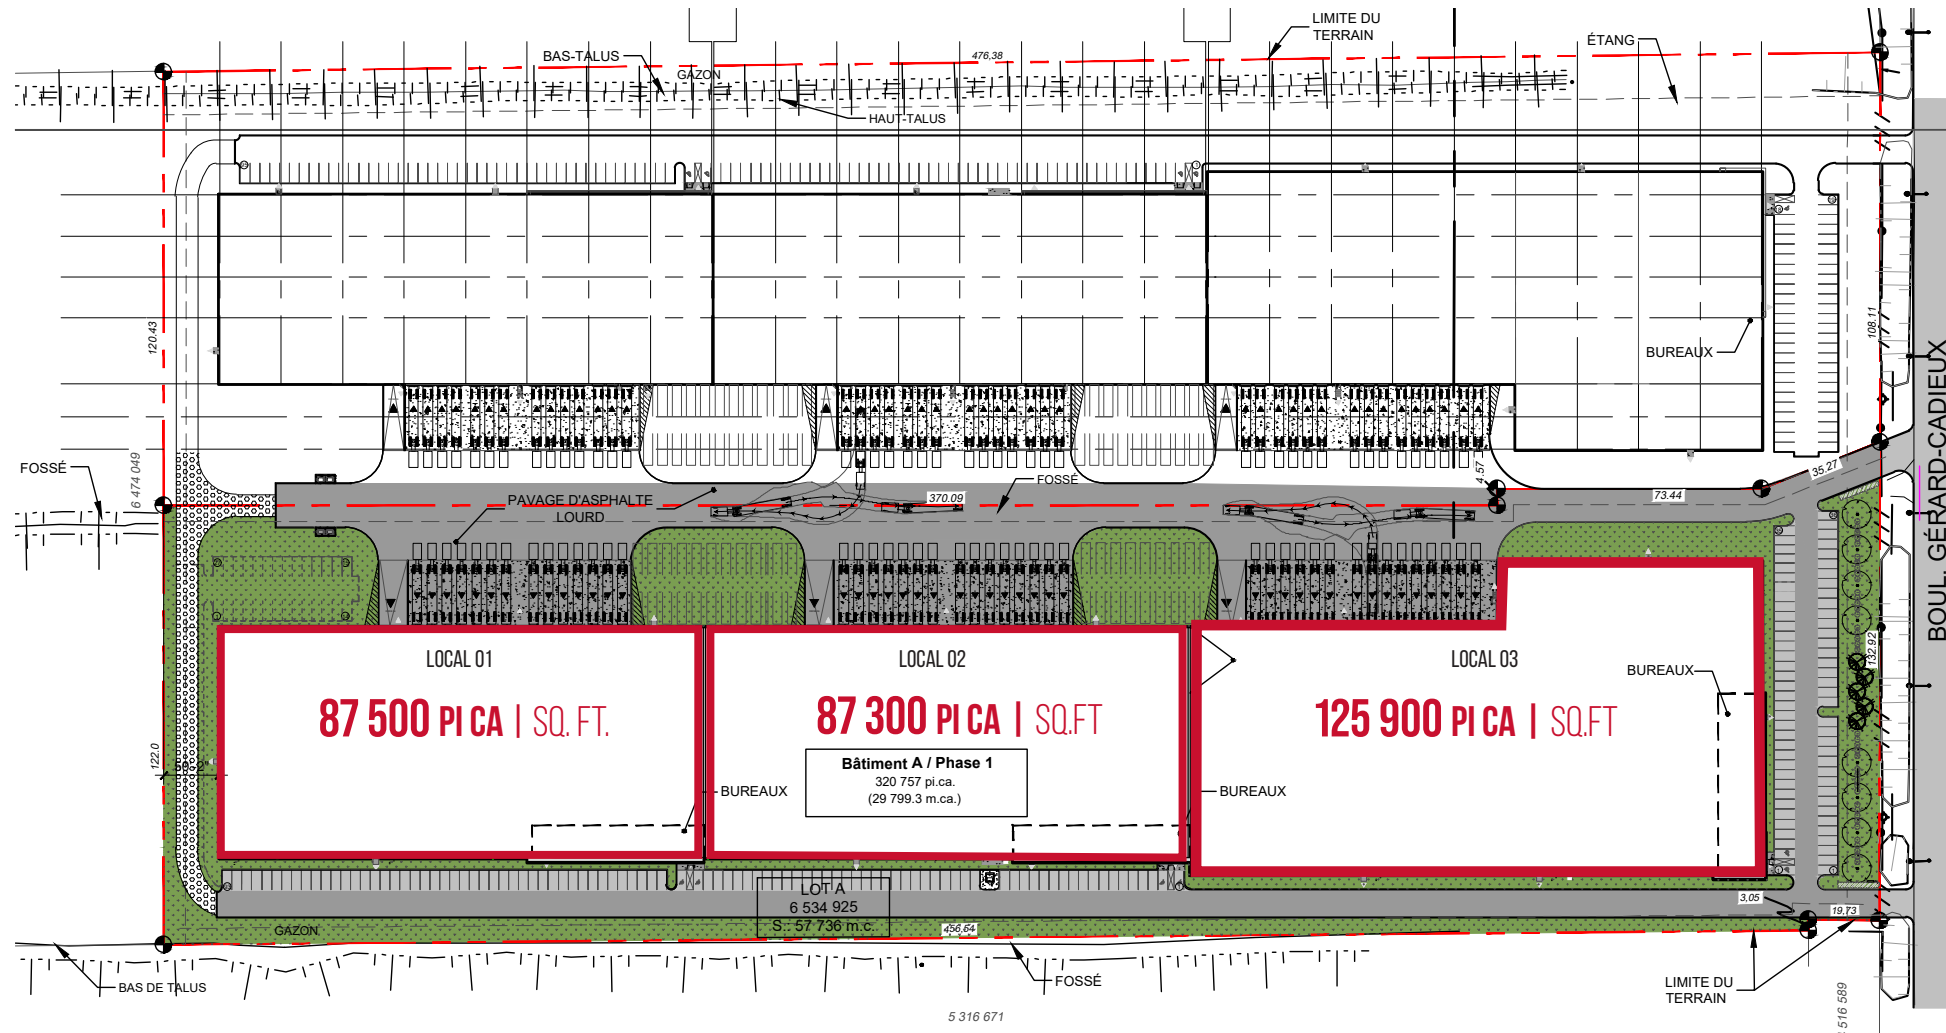 LIMITE DU
TERRAIN
BAS-TALUS
GAZON
476,38
ÉTANG
HAUT-TALUS
120.43
108.11
BUREAUX
BOUL. GÉRARD-CADIEUX
FOSSÉ
6 474 049
PAVAGE D'ASPHALTE
LOURD
370.09
FOSSÉ
4.57
73.44
35.27
LOCAL 01
87 500 PI CA | SQ. FT.
LOCAL 02
87 300 PI CA | SQ.FT
LOCAL 03
125 900 PI CA | SQ.FT
BUREAUX
132.92
122.0
Bâtiment A / Phase 1
320 757 pi.ca.
(29 799.3 m.ca.)
BUREAUX
BUREAUX
LOT A
6 534 925
S.: 57 736 m.c.
GAZON
456,54
3,05
19,73
BAS DE TALUS
FOSSÉ
LIMITE DU
TERRAIN
5 316 671
516 589